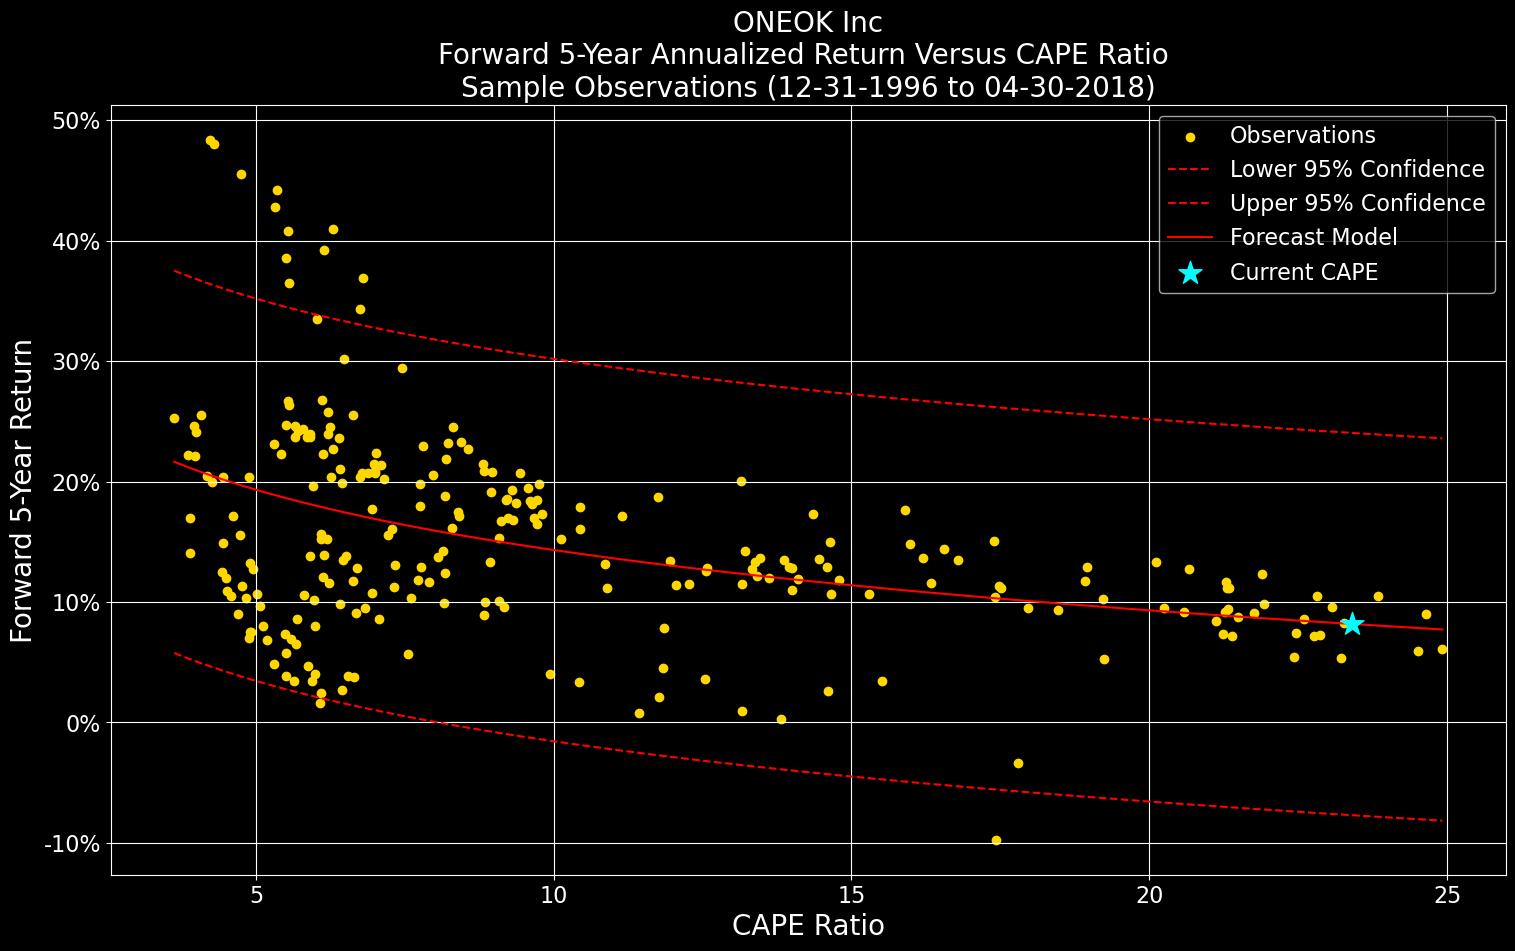 ONEOK Inc
Forward 5-Year Annualized Return Versus CAPE Ratio
Sample Observations (12-31-1996 to 04-30-2018)
Observations
Lower 95% Confidence
Upper 95% Confidence
Forecast Model
Current CAPE
Forward 5-Year Return
50%
40%
30%
20%
10%
0%
-10%
5
10
15
20
25
CAPE Ratio